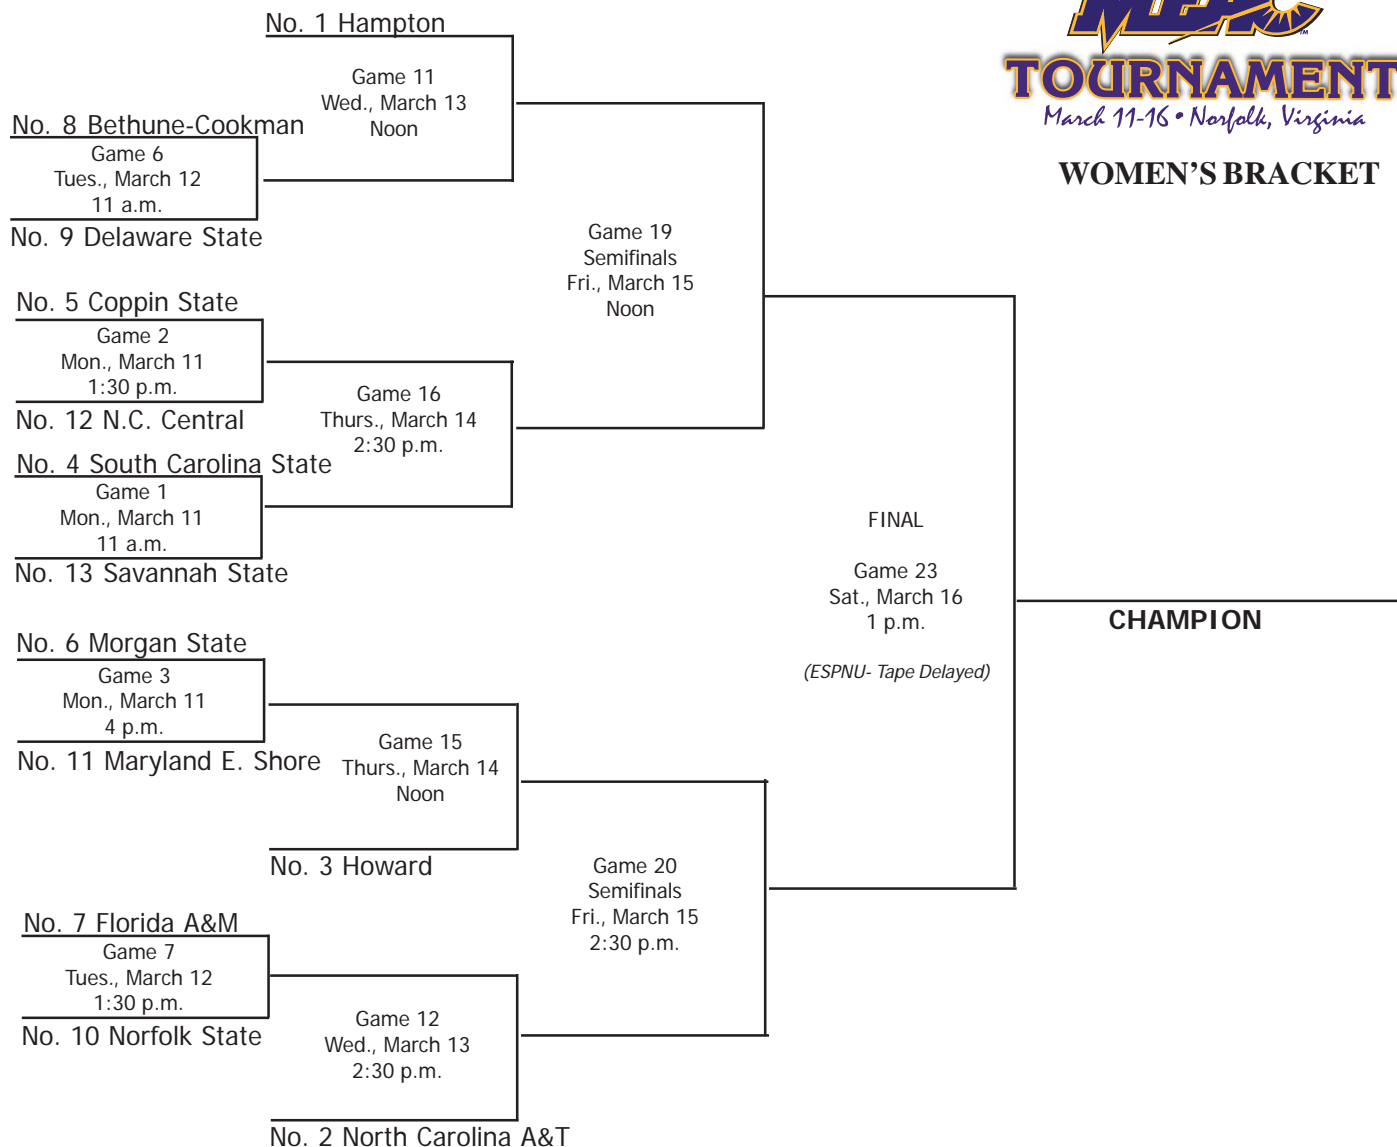 No. 1 Hampton
Game 11
Wed., March 13
Noon
No. 8 Bethune-Cookman
Game 6
Tues., March 12
11 a.m.
No. 9 Delaware State
MEAC
TM
TOURNAMENT
March 11-16 • Norfolk, Virginia
WOMEN'S BRACKET
Game 19
Semifinals
Fri., March 15
Noon
No. 5 Coppin State
Game 2
Mon., March 11
1:30 p.m.
No. 12 N.C. Central
Game 16
Thurs., March 14
2:30 p.m.
No. 4 South Carolina State
Game 1
Mon., March 11
11 a.m.
No. 13 Savannah State
FINAL
Game 23
Sat., March 16
1 p.m.
(ESPNU- Tape Delayed)
CHAMPION
No. 6 Morgan State
Game 3
Mon., March 11
4 p.m.
No. 11 Maryland E. Shore
Game 15
Thurs., March 14
Noon
No. 3 Howard
Game 20
Semifinals
Fri., March 15
2:30 p.m.
No. 7 Florida A&M
Game 7
Tues., March 12
1:30 p.m.
No. 10 Norfolk State
Game 12
Wed., March 13
2:30 p.m.
No. 2 North Carolina A&T